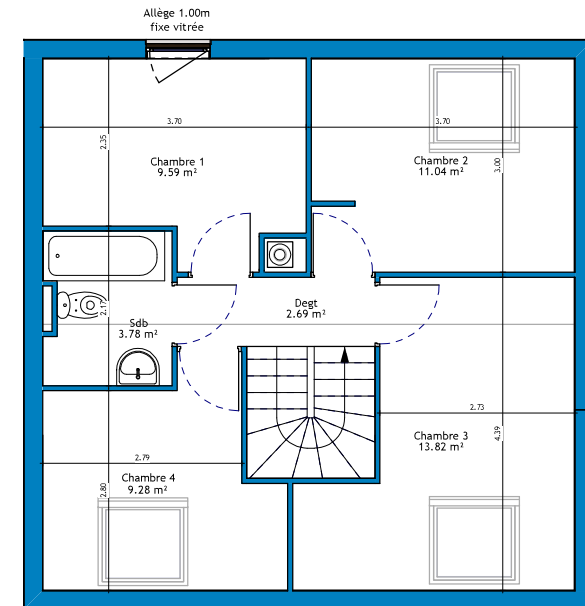 Allège 1.00m
fixe vitrée
3.70
3.70
2.35
3.00
Chambre 1
9.59 m²
Chambre 2
11.04 m²
2.17
Sdb
3.78 m²
Degt
2.69 m²
2.73
Chambre 3
13.82 m²
4.39
2.79
Chambre 4
9.28 m²
2.80